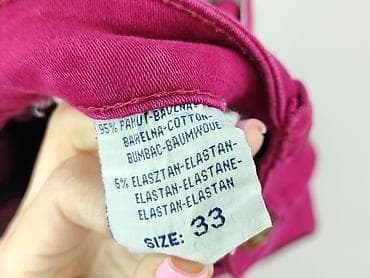 95% PAMUT-BAVLNA-
BARELNA-COTTON-
BUMBAC-BAUMWOLLE
5% ELASZTAN-ELASTAN-
ELASTAN-ELASTANE-
ELASTAN-ELASTAN
SIZE: 33